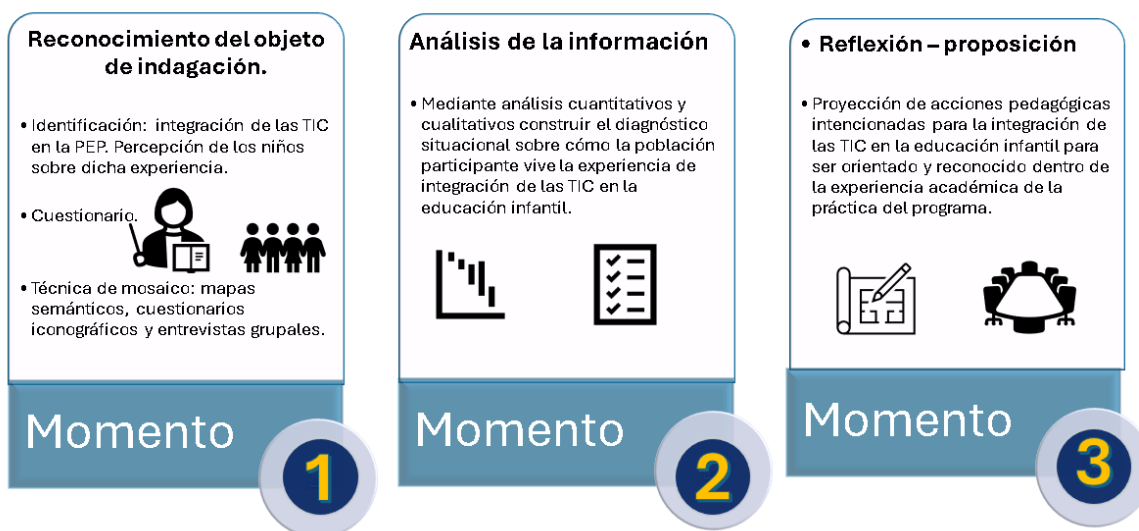 Reconocimiento del objeto
de indagación.
• Identificación: integración de las TIC
en la PEP. Percepción de los niños
sobre dicha experiencia.
• Cuestionario.
• Técnica de mosaico: mapas
semánticos, cuestionarios
iconográficos y entrevistas grupales.
Momento
1
Análisis de la información
• Mediante análisis cuantitativos y
cualitativos construir el diagnóstico
situacional sobre cómo la población
participante vive la experiencia de
integración de las TIC en la
educación infantil.
Momento
2
• Reflexión – proposición
• Proyección de acciones pedagógicas
intencionadas para la integración de
las TIC en la educación infantil para
ser orientado y reconocido dentro de
la experiencia académica de la
práctica del programa.
Momento
3